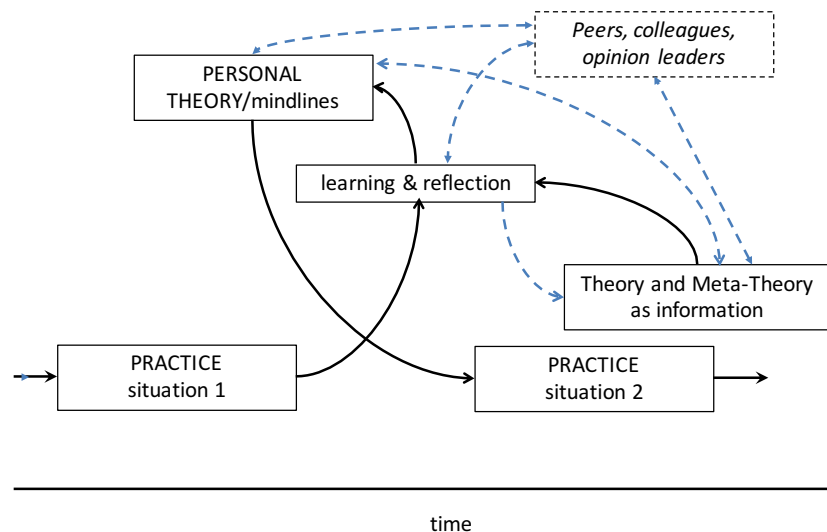 Peers, colleagues,
opinion leaders
PERSONAL
THEORY/mindlines
learning & reflection
Theory and Meta-Theory
as information
PRACTICE
situation 1
PRACTICE
situation 2
time